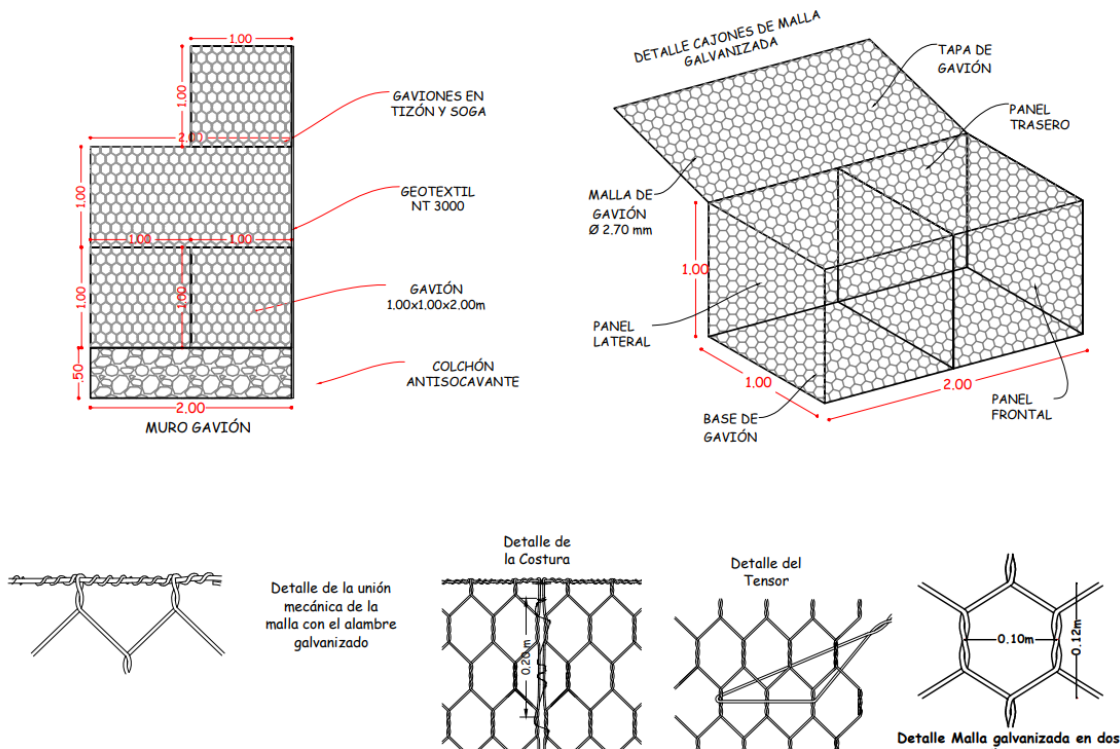 1.00
1.00
GAVIONES EN
TIZÓN Y SOGA
2.00
1.00
GEOTEXTIL
NT 3000
1.00
1.00
1.00
1.00
GAVIÓN
1,00x1,00x2.00m
.50
COLCHÓN
ANTISOCAVANTE
2.00
MURO GAVIÓN
DETALLE CAJONES DE MALLA
GALVANIZADA
TAPA DE
GAVIÓN
PANEL
TRASERO
MALLA DE
GAVIÓN
Ø 2.70 mm
1.00
PANEL
LATERAL
1.00
2.00
BASE DE
GAVIÓN
PANEL
FRONTAL
Detalle de la unión
mecánica de la
malla con el alambre
galvanizado
Detalle de
la Costura
0.20 m
Detalle del
Tensor
0.10m
0.12m
Detalle Malla galvanizada en dos